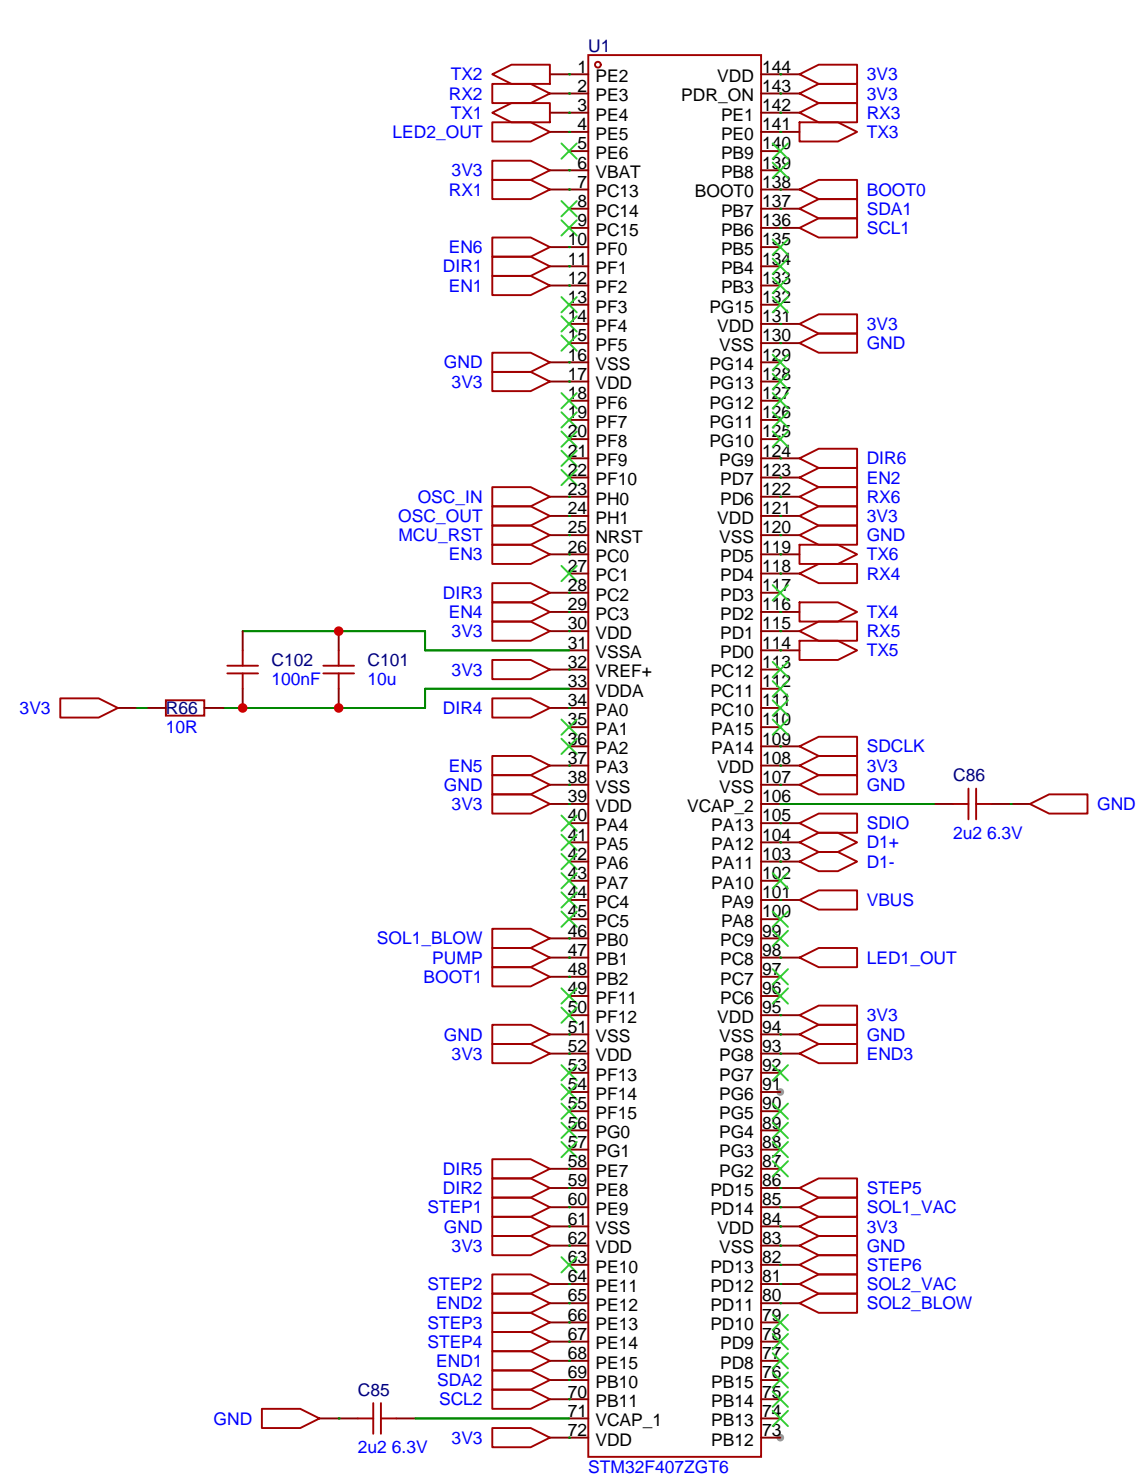 U1
TX2 1 PE2 VDD 144 3V3
RX2 2 PE3 PDR_ON 143 3V3
TX1 3 PE4 PE1 142 RX3
LED2_OUT 4 PE5 PE0 141 TX3
5 PE6 PB9 140
3V3 6 VBAT PB8 139
RX1 7 PC13 BOOT0 138 BOOT0
8 PC14 PB7 137 SDA1
9 PC15 PB6 136 SCL1
EN6 10 PF0 PB5 135
DIR1 11 PF1 PB4 134
EN1 12 PF2 PB3 133
13 PF3 PG15 132
14 PF4 VDD 131 3V3
15 PF5 VSS 130 GND
GND 16 VSS PG14 129
3V3 17 VDD PG13 128
18 PF6 PG12 127
19 PF7 PG11 126
20 PF8 PG10 125
21 PF9 PG9 124 DIR6
22 PF10 PD7 123 EN2
OSC_IN 23 PH0 PD6 122 RX6
OSC_OUT 24 PH1 VDD 121 3V3
MCU_RST 25 NRST VSS 120 GND
EN3 26 PC0 PD5 119 TX6
27 PC1 PD4 118 RX4
DIR3 28 PC2 PD3 117
EN4 29 PC3 PD2 116 TX4
3V3 30 VDD PD1 115 RX5
31 VSSA PD0 114 TX5
C102 C101
100nF 10u
3V3 32 VREF+ PC12 113
33 VDDA PC11 112
3V3 R66 DIR4 34 PA0 PC10 111
10R
35 PA1 PA15 110
36 PA2 PA14 109 SDCLK
EN5 37 PA3 VDD 108 3V3
GND 38 VSS VSS 107 GND
3V3 39 VDD VCAP_2 106 C86 GND
2u2 6.3V
40 PA4 PA13 105 SDIO
41 PA5 PA12 104 D1+
42 PA6 PA11 103 D1-
43 PA7 PA10 102
44 PC4 PA9 101 VBUS
45 PC5 PA8 100
SOL1_BLOW 46 PB0 PC9 99
PUMP 47 PB1 PC8 98 LED1_OUT
BOOT1 48 PB2 PC7 97
49 PF11 PC6 96
50 PF12 VDD 95 3V3
GND 51 VSS VSS 94 GND
3V3 52 VDD PG8 93 END3
53 PF13 PG7 92
54 PF14 PG6 91
55 PF15 PG5 90
56 PG0 PG4 89
57 PG1 PG3 88
DIR5 58 PE7 PG2 87
DIR2 59 PE8 PD15 86 STEP5
STEP1 60 PE9 PD14 85 SOL1_VAC
GND 61 VSS VDD 84 3V3
3V3 62 VDD VSS 83 GND
63 PE10 PD13 82 STEP6
STEP2 64 PE11 PD12 81 SOL2_VAC
END2 65 PE12 PD11 80 SOL2_BLOW
STEP3 66 PE13 PD10 79
STEP4 67 PE14 PD9 78
END1 68 PE15 PD8 77
SDA2 69 PB10 PB15 76
SCL2 70 PB11 PB14 75
GND C85 71 VCAP_1 PB13 74
2u2 6.3V
3V3 72 VDD PB12 73
STM32F407ZGT6